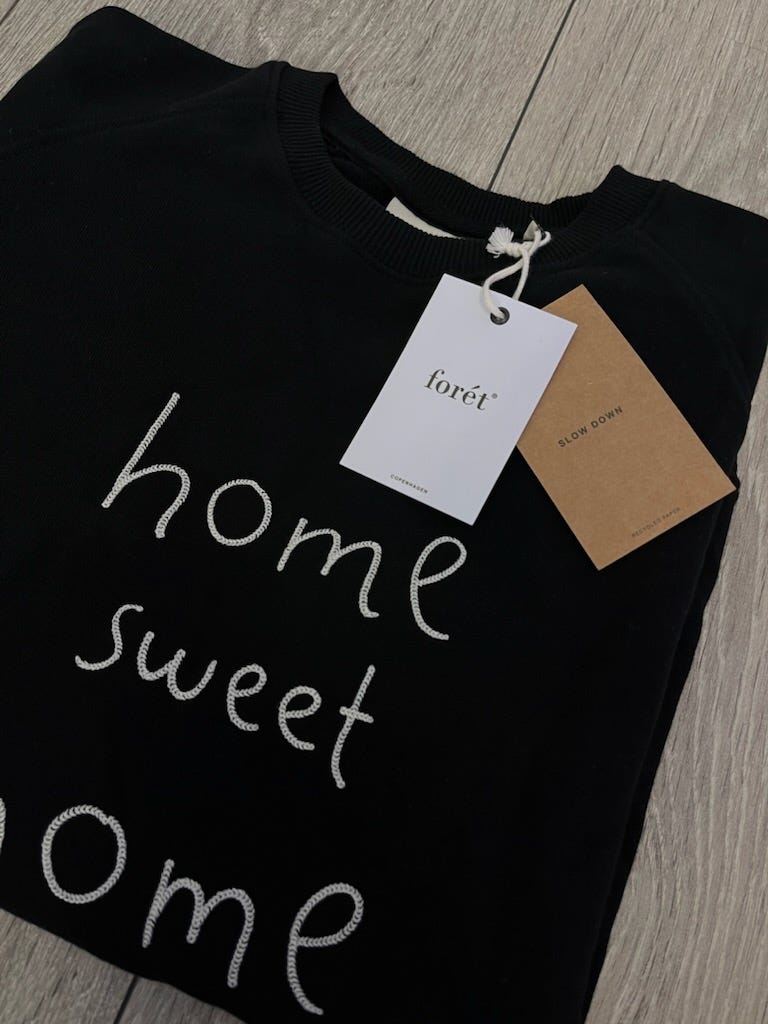 forét®
COPENHAGEN
SLOW DOWN
RECYCLED PAPER
home
sweet
home